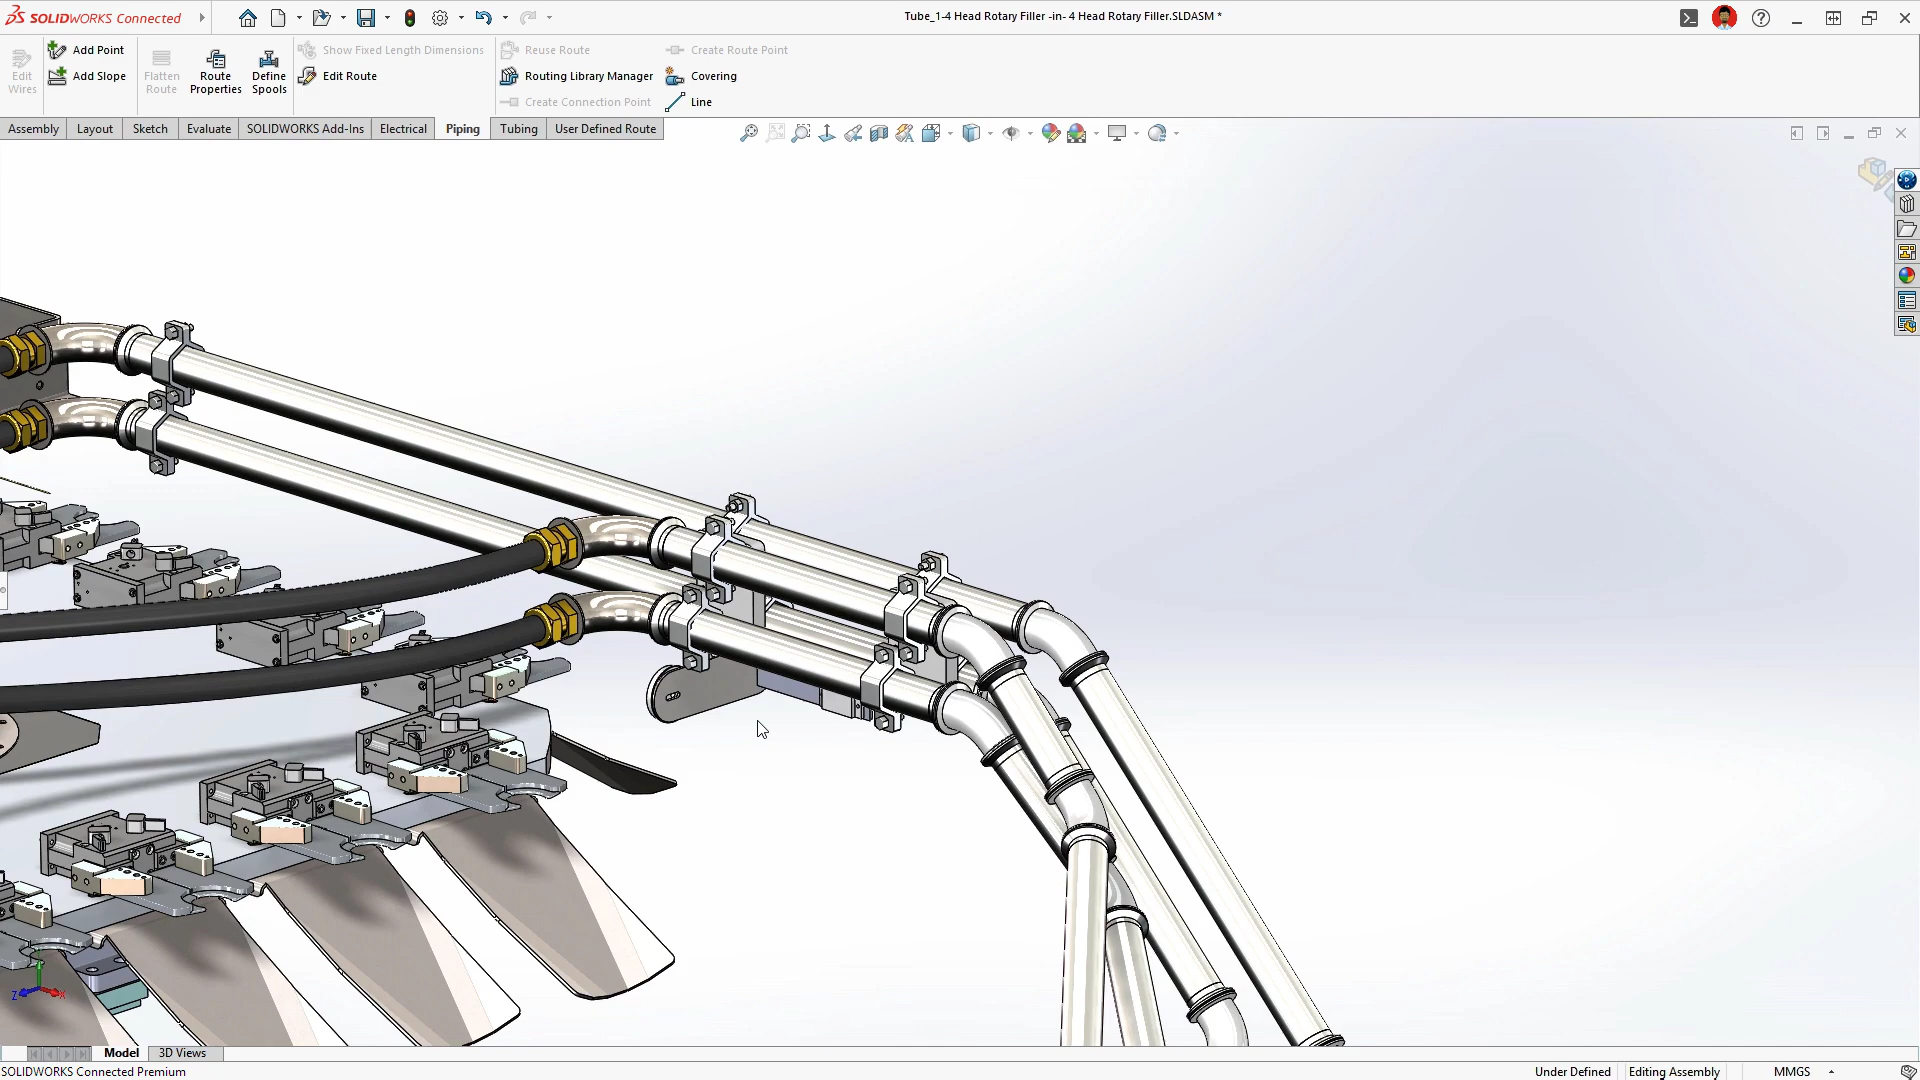 SOLIDWORKS Connected
Tube_1-4 Head Rotary Filler -in- 4 Head Rotary Filler.SLDASM *
Edit Wires
Add Point
Add Slope
Flatten Route
Route Properties
Define Spools
Show Fixed Length Dimensions
Edit Route
Reuse Route
Routing Library Manager
Create Connection Point
Create Route Point
Covering
Line
Assembly
Layout
Sketch
Evaluate
SOLIDWORKS Add-Ins
Electrical
Piping
Tubing
User Defined Route
Z
X
Model
3D Views
SOLIDWORKS Connected Premium
Under Defined
Editing Assembly
MMGS